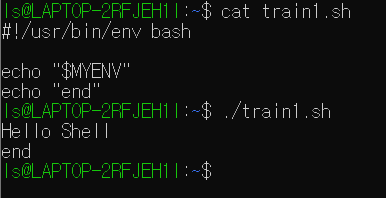 ls@LAPTOP-2RFJEH1I:~$ cat train1.sh
#!/usr/bin/env bash

echo "$MYENV"
echo "end"
ls@LAPTOP-2RFJEH1I:~$ ./train1.sh
Hello Shell
end
ls@LAPTOP-2RFJEH1I:~$